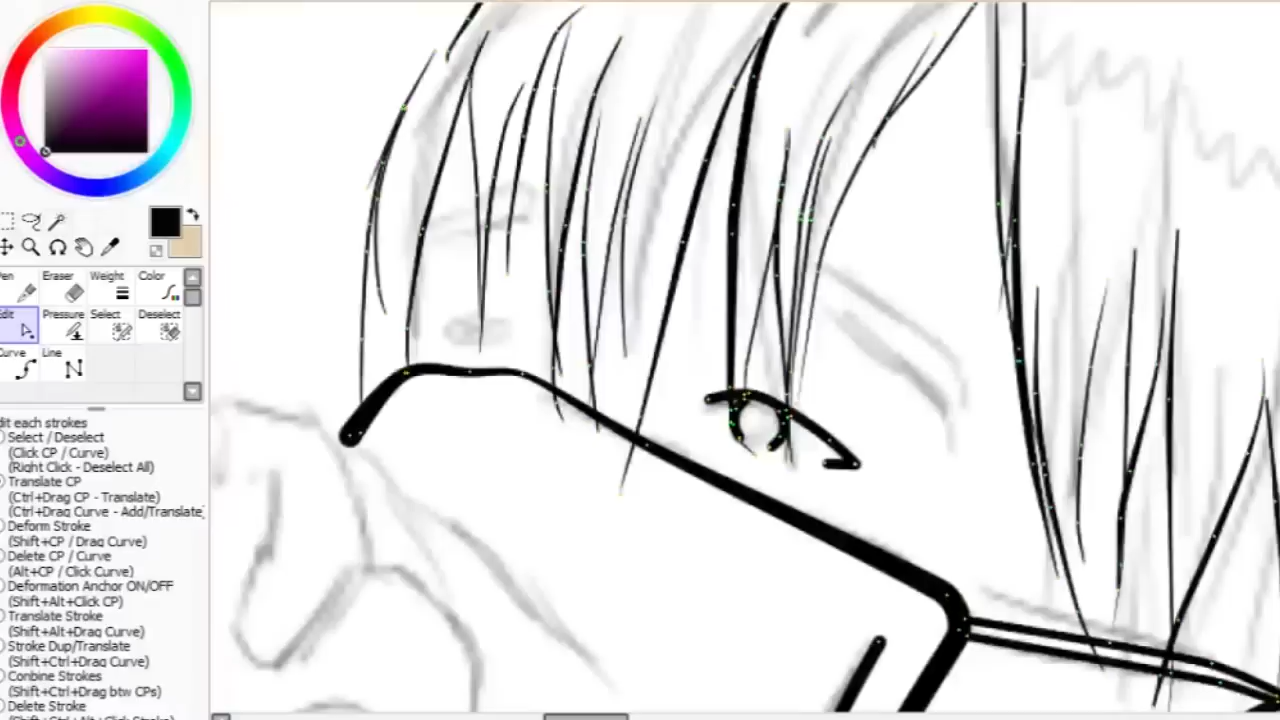 Pen Eraser Weight Color
Edit Pressure Select Deselect
Curve Line
dit each strokes
Select / Deselect
(Click CP / Curve)
(Right Click - Deselect All)
Translate CP
(Ctrl+Drag CP - Translate)
(Ctrl+Drag Curve - Add/Translate
Deform Stroke
(Shift+CP / Drag Curve)
Delete CP / Curve
(Alt+CP / Click Curve)
Deformation Anchor ON/OFF
(Shift+Alt+Click CP)
Translate Stroke
(Shift+Alt+Drag Curve)
Stroke Dup/Translate
(Shift+Ctrl+Drag Curve)
Conbine Strokes
(Shift+Ctrl+Drag btw CPs)
Delete Stroke
(Shift+Ctrl+Alt+Click Stroke)